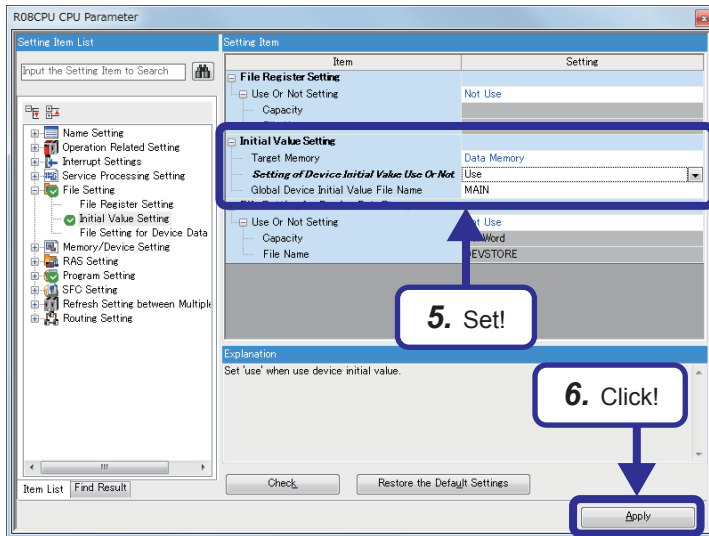 R08CPU CPU Parameter
Setting Item List
Input the Setting Item to Search
Name Setting
Operation Related Setting
Interrupt Settings
Service Processing Setting
File Setting
File Register Setting
Initial Value Setting
File Setting for Device Data
Memory/Device Setting
RAS Setting
Program Setting
SFC Setting
Refresh Setting between Multiple
Routing Setting
Item List
Find Result
Setting Item
Item Setting
File Register Setting
Use Or Not Setting Not Use
Capacity
Initial Value Setting
Target Memory Data Memory
Setting of Device Initial Value Use Or Not Use
Global Device Initial Value File Name MAIN
Use Or Not Setting Not Use
Capacity Word
File Name DEVSTORE
5. Set!
Explanation
Set 'use' when use device initial value.
6. Click!
Check
Restore the Default Settings
Apply